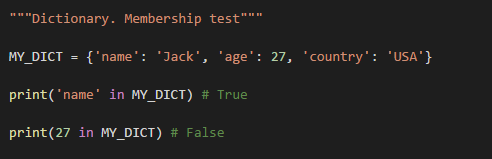 """Dictionary. Membership test"""
MY_DICT = {'name': 'Jack', 'age': 27, 'country': 'USA'}
print('name' in MY_DICT) # True
print(27 in MY_DICT) # False